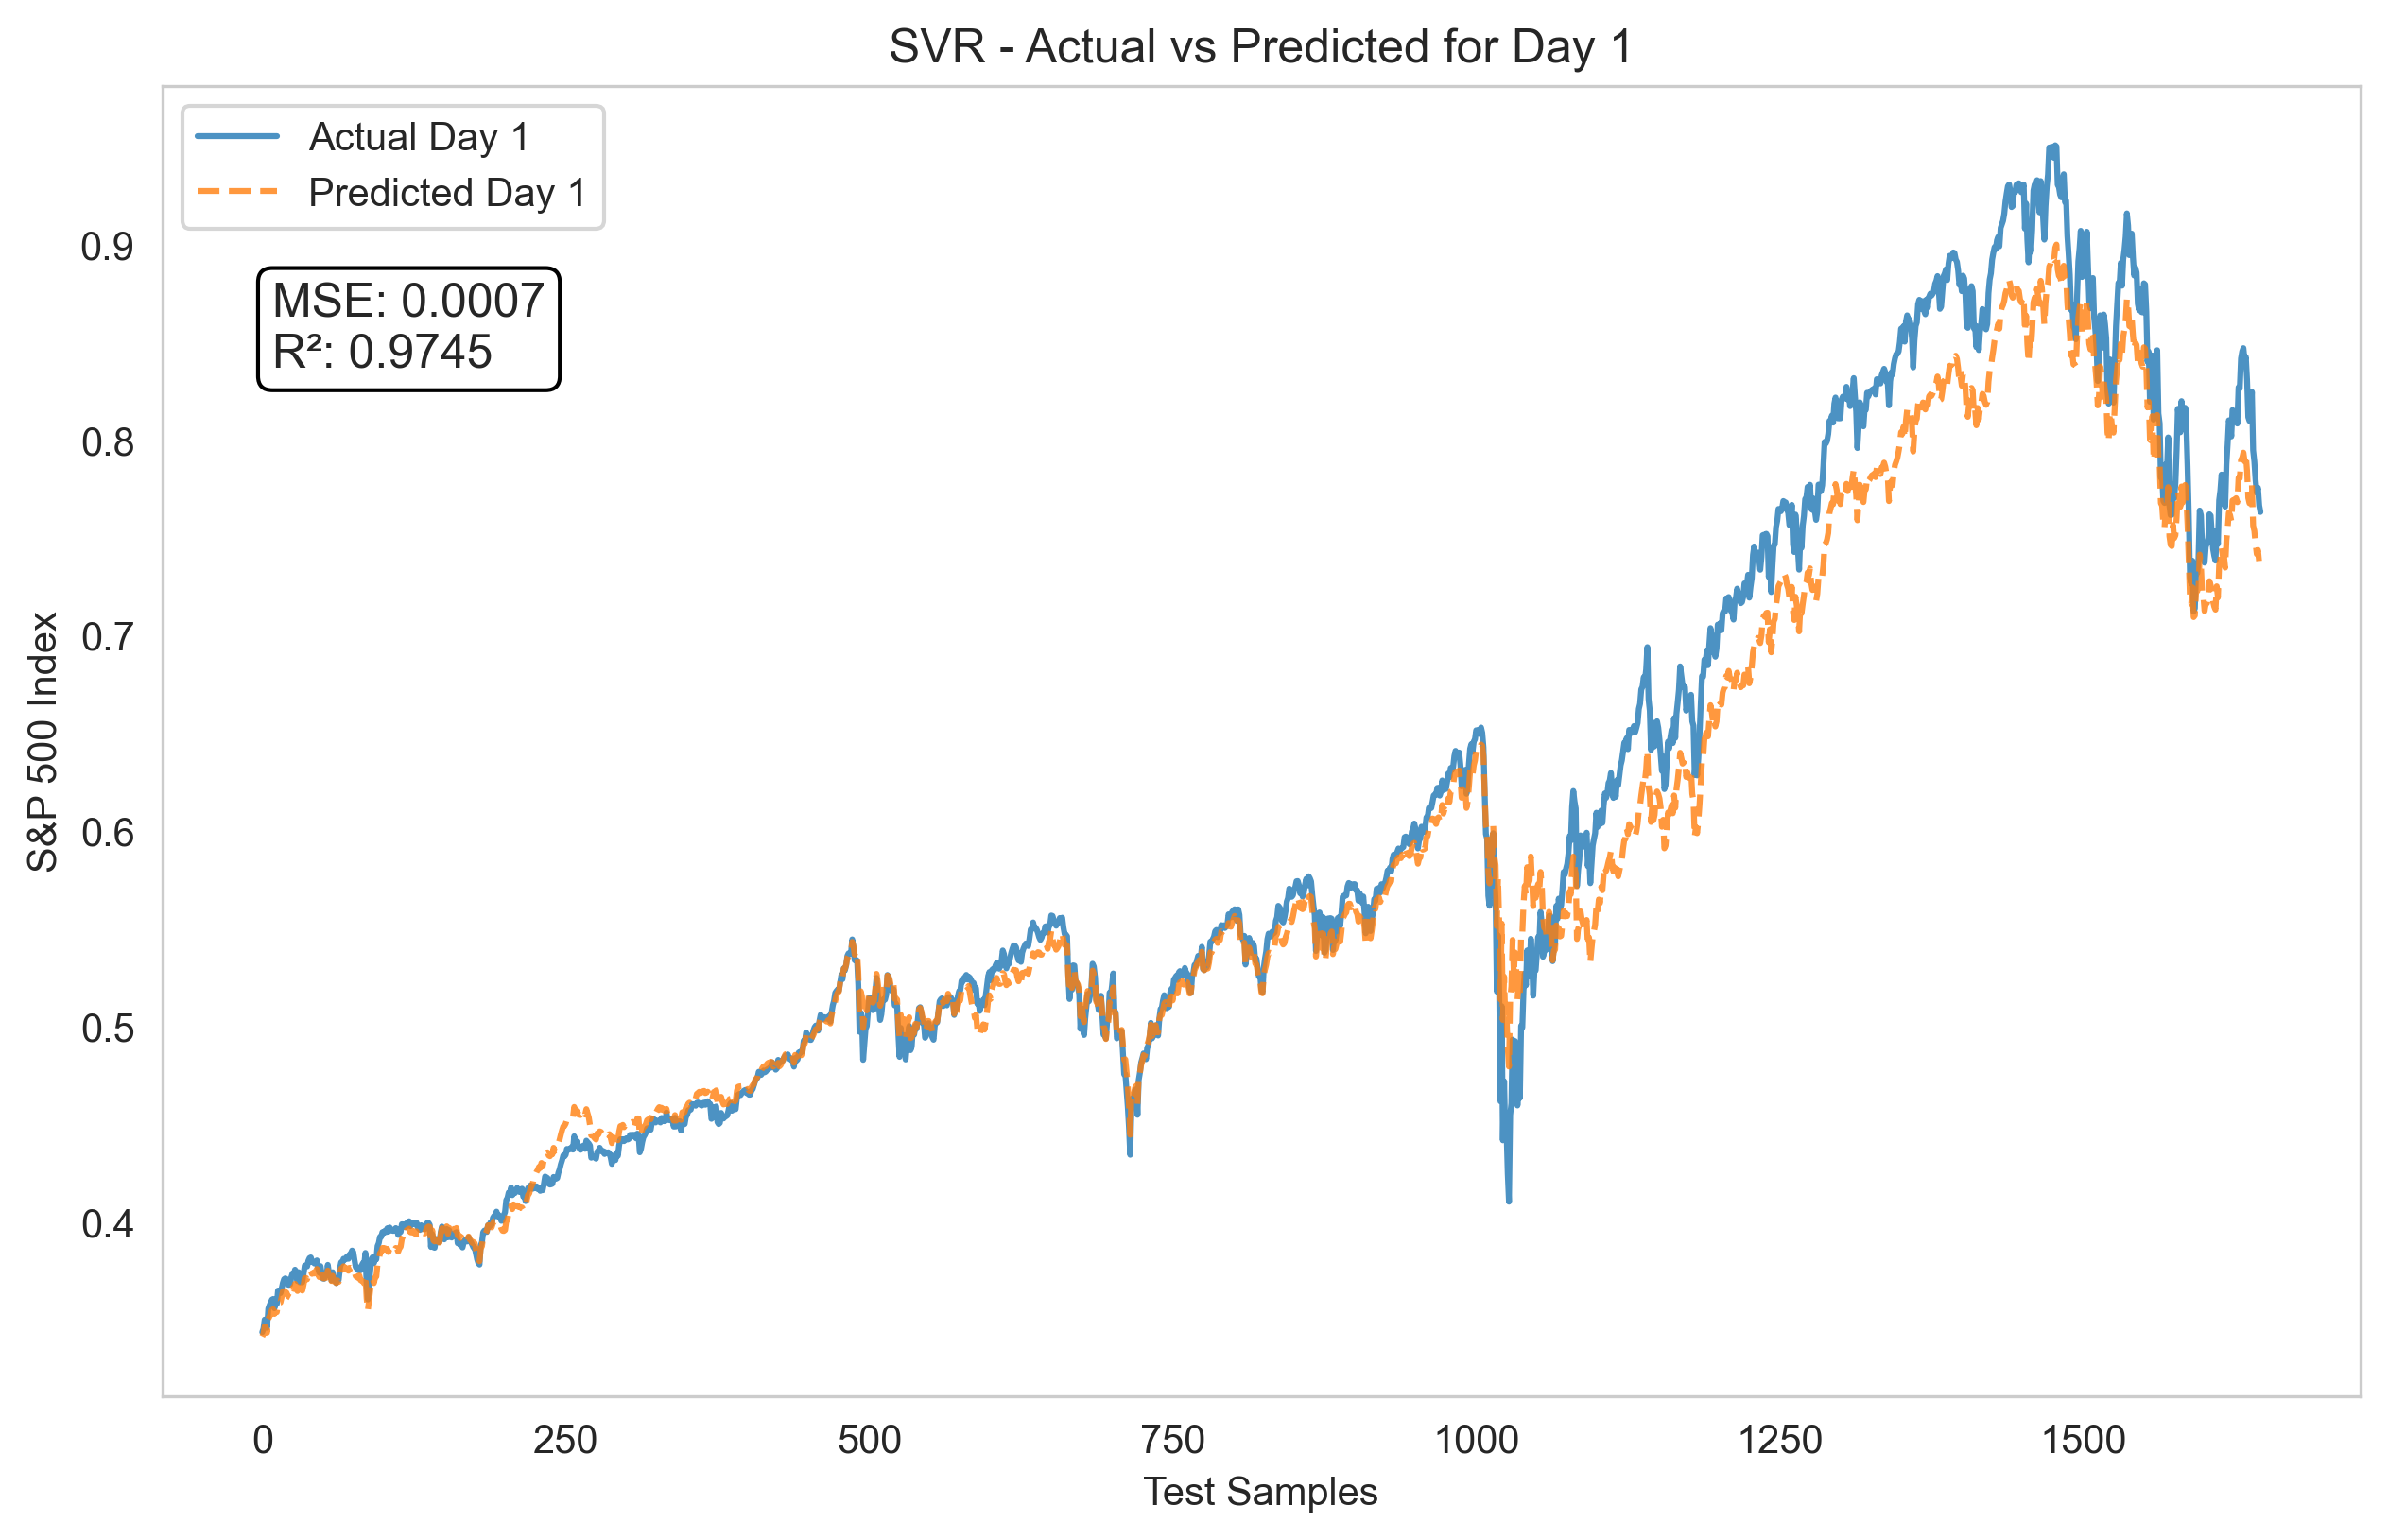 SVR - Actual vs Predicted for Day 1
Actual Day 1
Predicted Day 1
MSE: 0.0007
R²: 0.9745
0.9
0.8
0.7
0.6
0.5
0.4
S&P 500 Index
0
250
500
750
1000
1250
1500
Test Samples